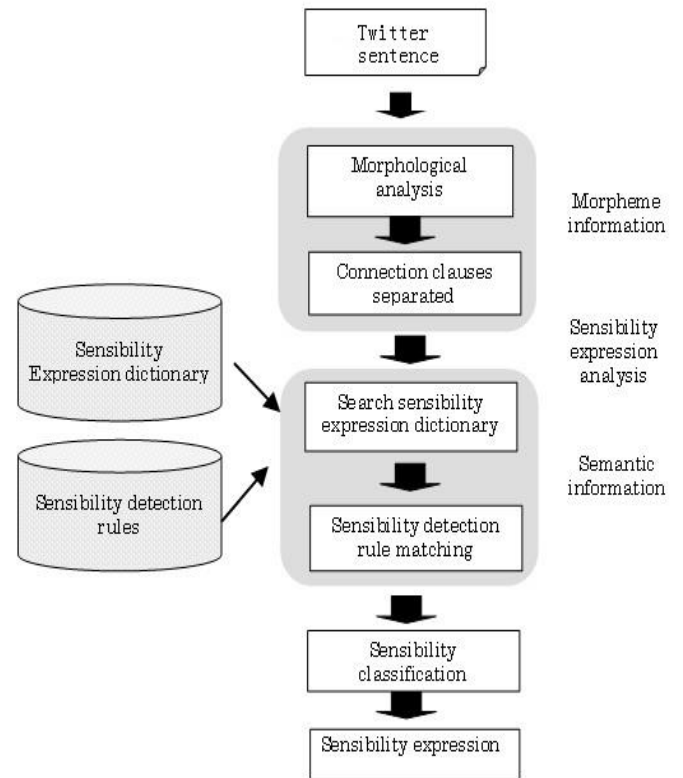 Twitter
sentence
Morphological
analysis
Morpheme
information
Connection clauses
separated
Sensibility
Expression dictionary
Sensibility
expression
analysis
Search sensibility
expression dictionary
Semantic
information
Sensibility detection
rules
Sensibility detection
rule matching
Sensibility
classification
Sensibility expression